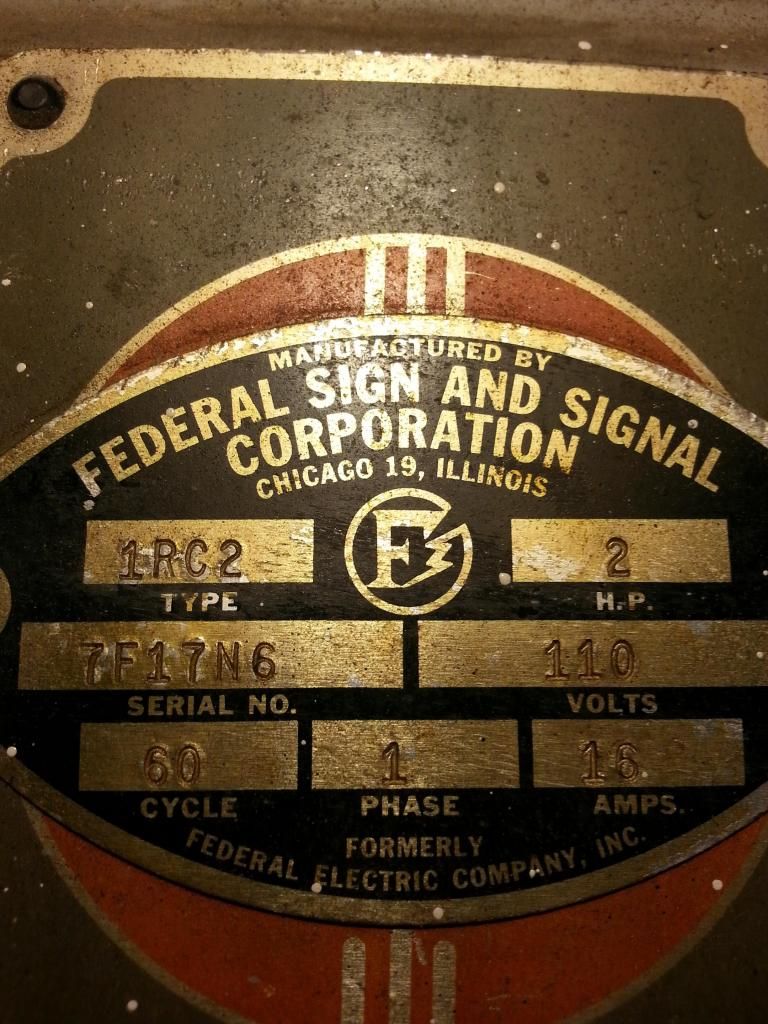 MANUFACTURED BY
FEDERAL SIGN AND SIGNAL
CORPORATION
CHICAGO 19, ILLINOIS
F
1RC2 2
TYPE H.P.
7F17N6 110
SERIAL NO. VOLTS
60 1 16
CYCLE PHASE AMPS.
FORMERLY
FEDERAL ELECTRIC COMPANY, INC.